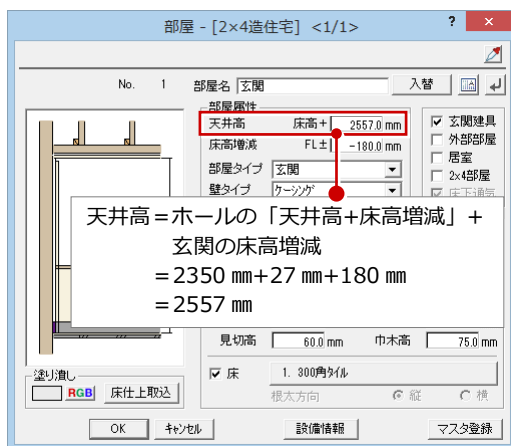 部屋 - [2×4造住宅] <1/1>
? ×
No. 1 部屋名 玄関 入替
部屋属性
天井高 床高+ 2557.0 mm
床高増減 FL± -180.0 mm
部屋タイプ 玄関
壁タイプ ケーシング
玄関建具
外部部屋
居室
2×4部屋
床下通気
天井高=ホールの「天井高+床高増減」+
玄関の床高増減
=2350 ㎜+27 ㎜+180 ㎜
=2557 ㎜
見切高 60.0 mm 巾木高 75.0 mm
床 1. 300角タイル
根太方向 縦 横
塗り潰し
RGB 床仕上取込
OK キャンセル 設備情報 マスタ登録